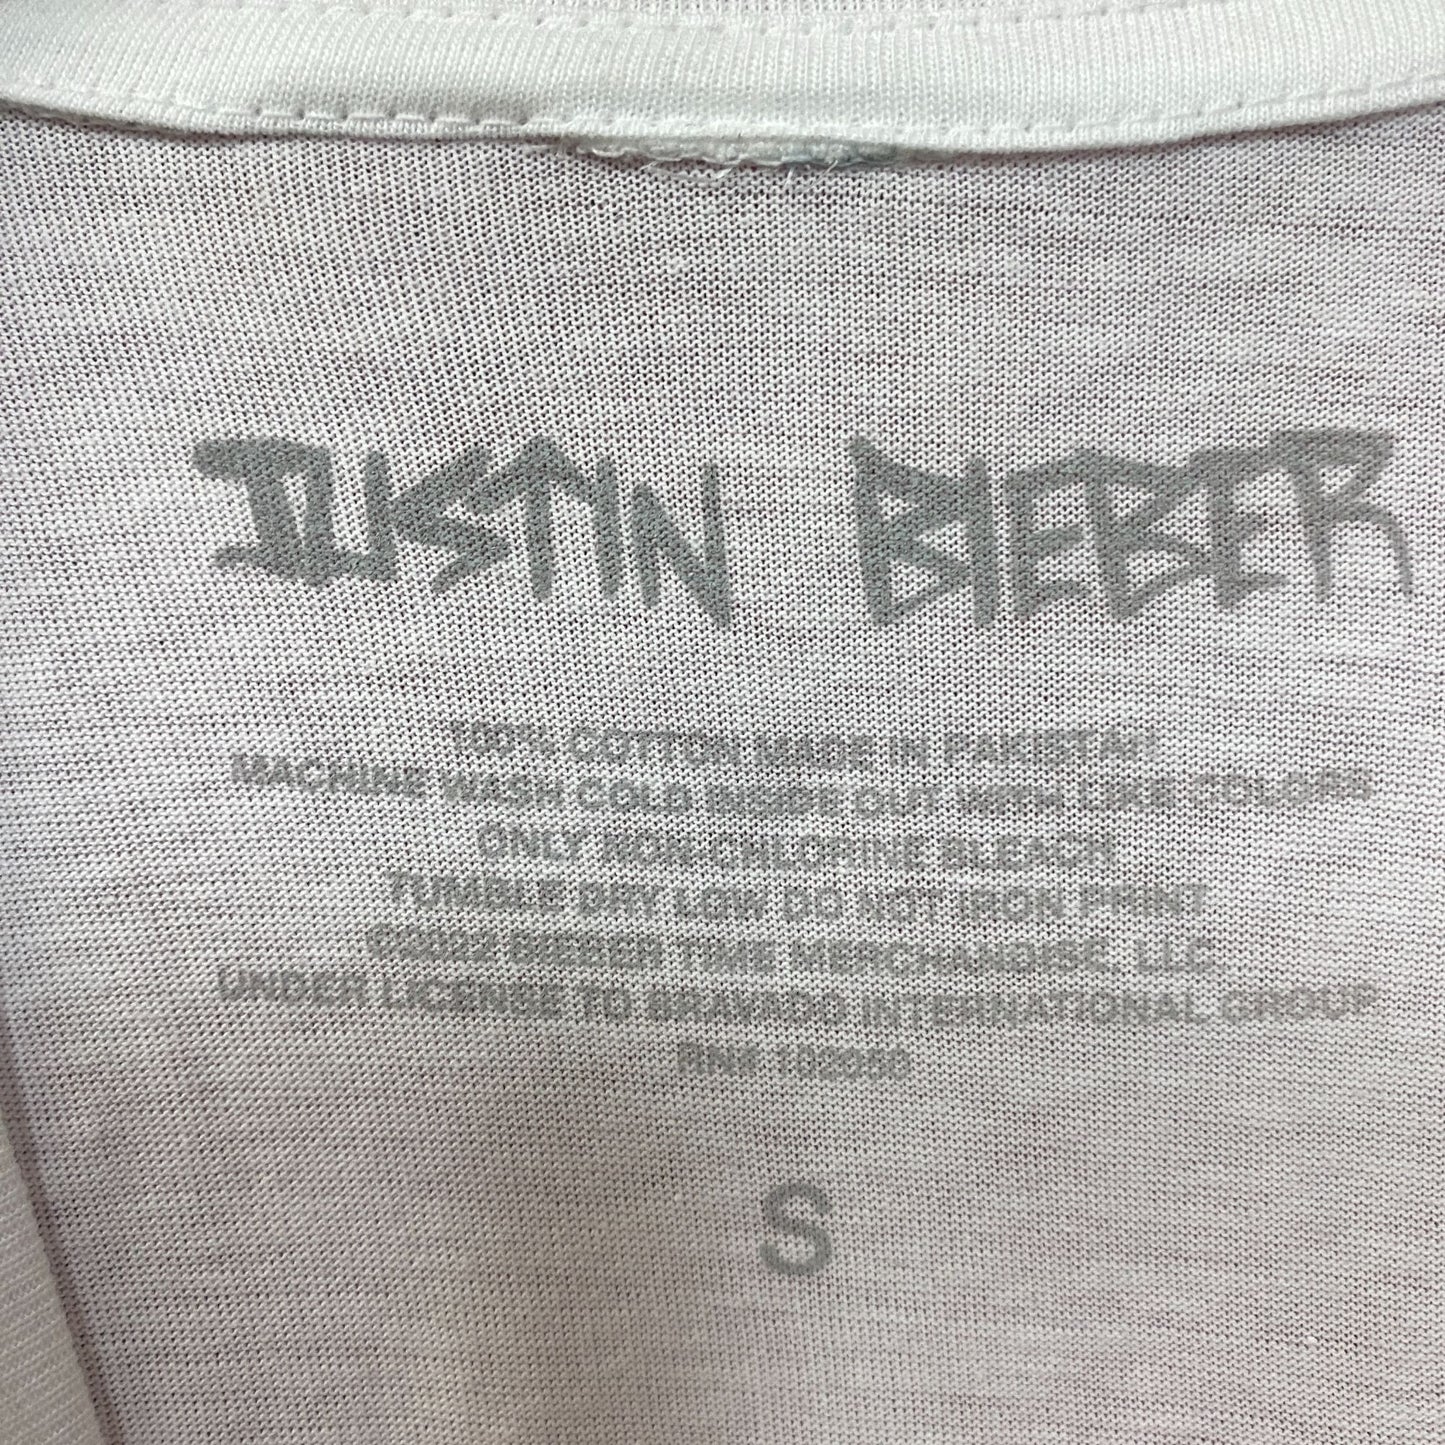 JUSTIN BIEBER
100% COTTON MADE IN PAKISTAN
MACHINE WASH COLD INSIDE OUT WITH LIKE COLORS
ONLY NON-CHLORINE BLEACH
TUMBLE DRY LOW DO NOT IRON PRINT
©2022 BIEBER TIME MERCHANDISE, LLC
UNDER LICENSE TO BRAVADO INTERNATIONAL GROUP
RN#
S